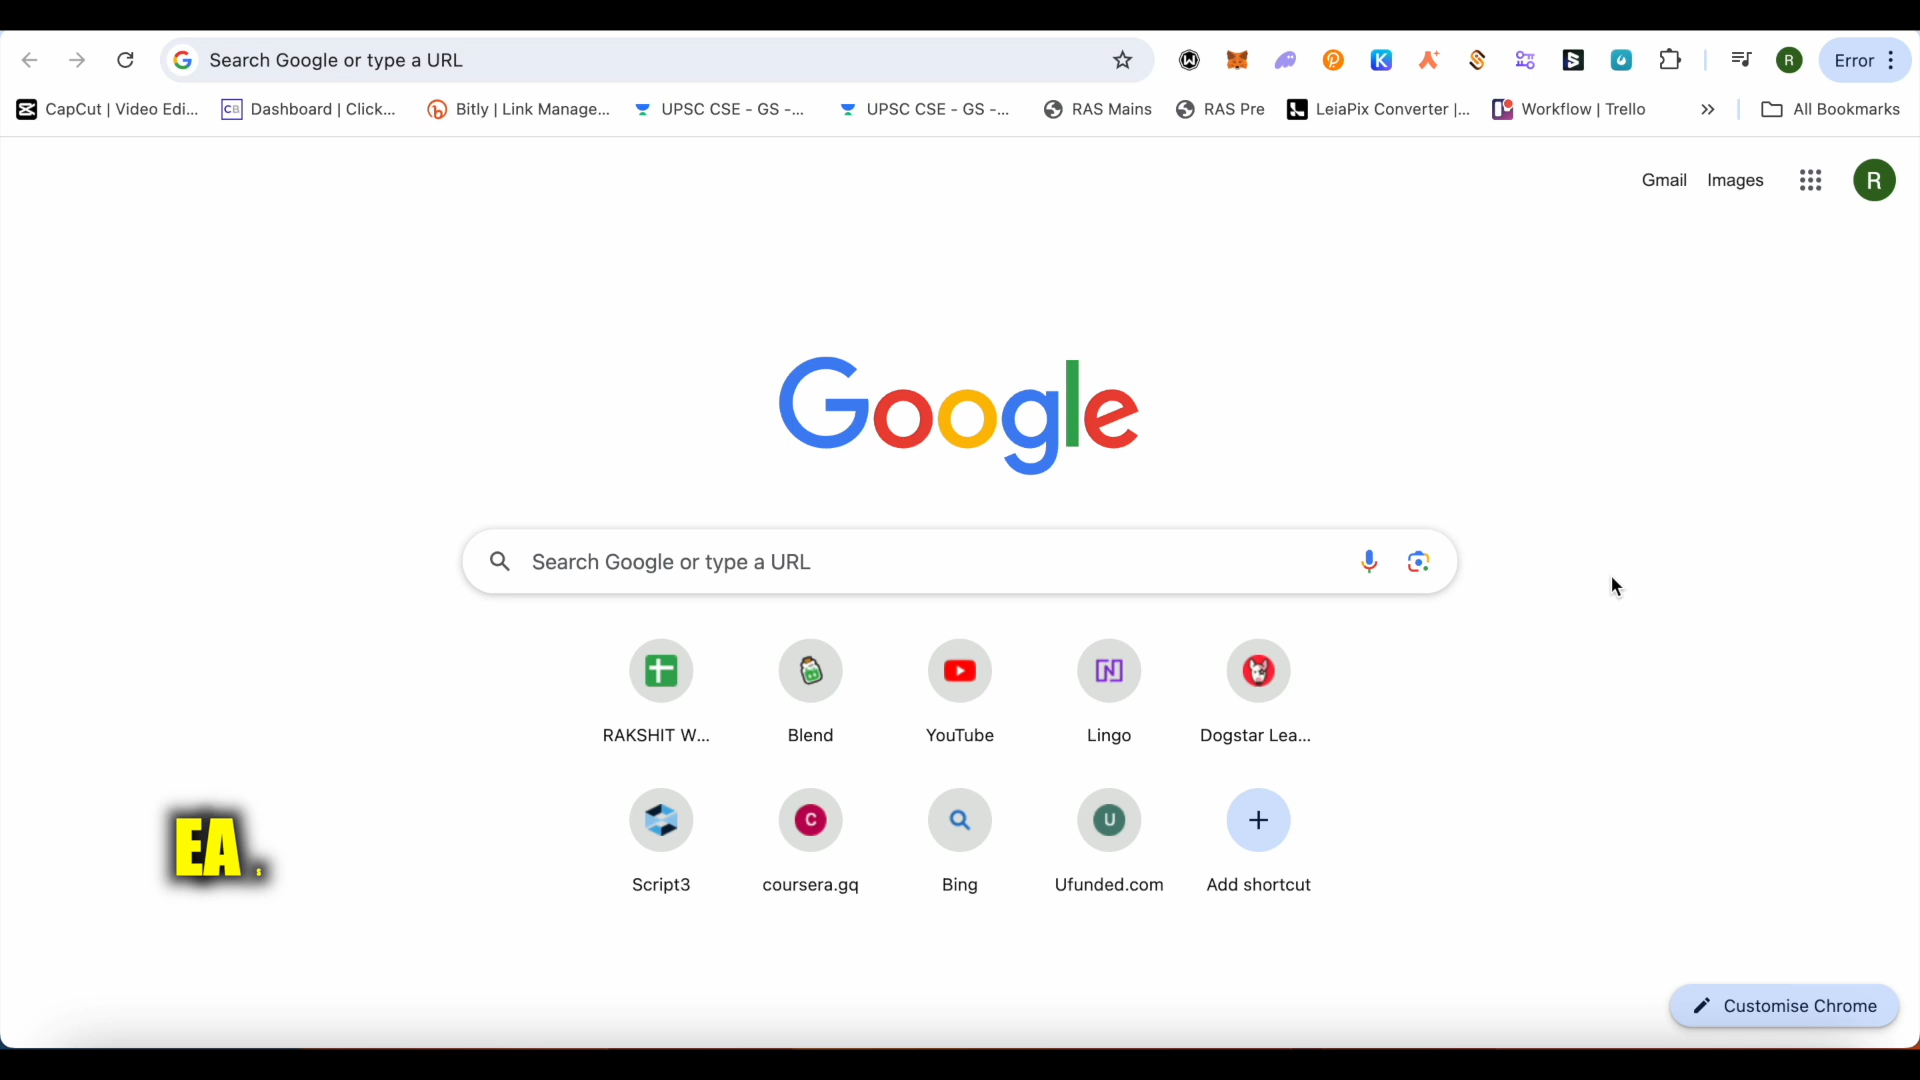 Search Google or type a URL
R
Error
CapCut | Video Edi...
CB
Dashboard | Click...
Bitly | Link Manage...
UPSC CSE - GS -...
UPSC CSE - GS -...
RAS Mains
RAS Pre
LeiaPix Converter |...
Workflow | Trello
All Bookmarks
Gmail
Images
R
Google
Search Google or type a URL
RAKSHIT W...
Blend
YouTube
Lingo
Dogstar Lea...
C
U
Script3
coursera.gq
Bing
Ufunded.com
Add shortcut
EA
Customise Chrome